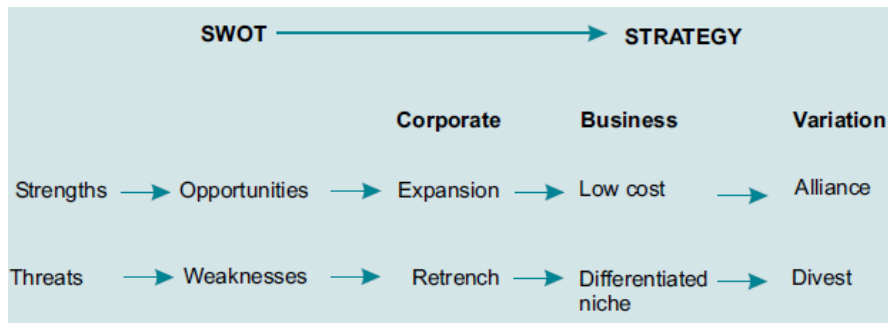 SWOT STRATEGY
Corporate Business Variation
Strengths Opportunities Expansion Low cost Alliance
Threats Weaknesses Retrench Differentiated Divest
niche